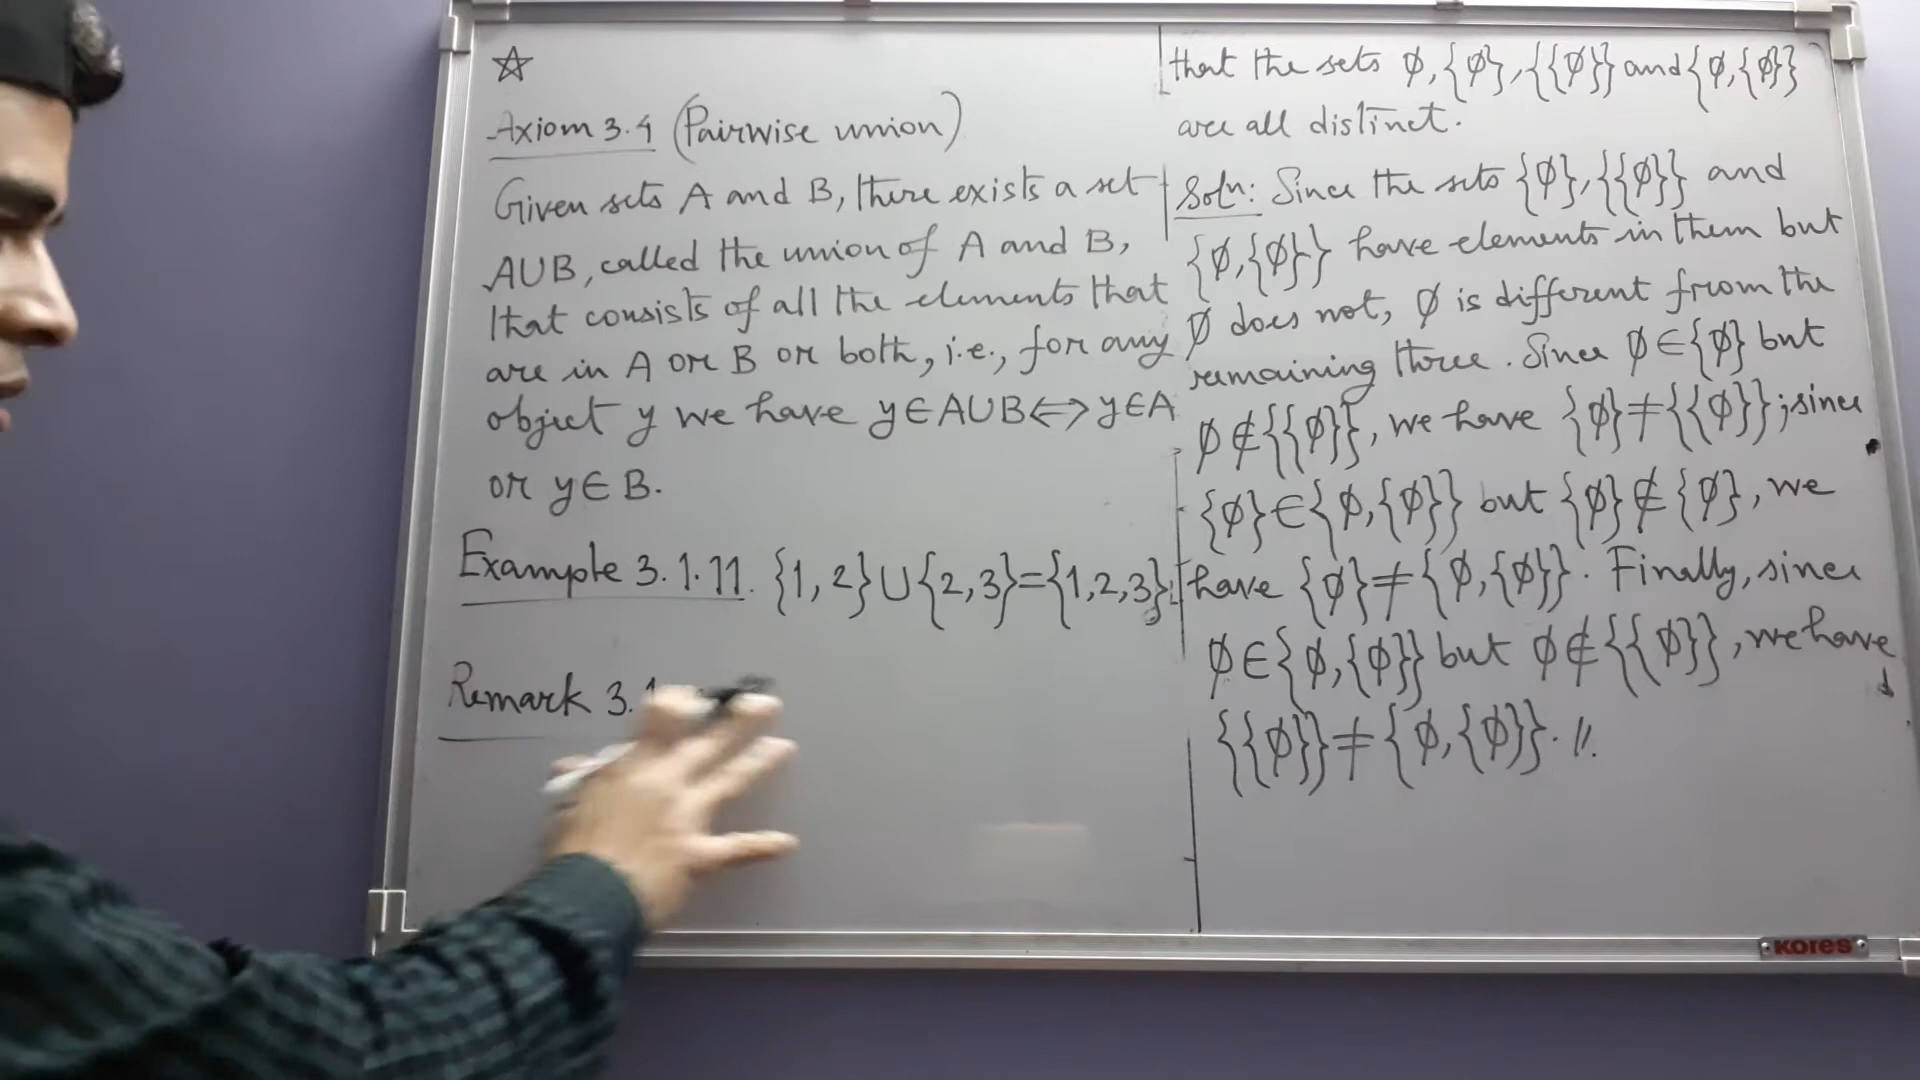 ☆
Axiom 3.4 (Pairwise union)
Given sets A and B, there exists a set
A∪B, called the union of A and B,
that consists of all the elements that
are in A or B or both, i.e., for any
object y we have y∈A∪B⟺y∈A
or y∈B.
Example 3.1.11. {1,2}∪{2,3}={1,2,3}.
Remark 3.1
that the sets ∅,{∅},{{∅}} and {∅,{∅}}
are all distinct.
Soln: Since the sets {∅},{{∅}} and
{∅,{∅}} have elements in them but
∅ does not, ∅ is different from the
remaining three. Since ∅∈{∅} but
∅∉{{∅}}, we have {∅}≠{{∅}}; since
{∅}∈{∅,{∅}} but {∅}∉{∅}, we
have {∅}≠{∅,{∅}}. Finally, since
∅∈{∅,{∅}} but ∅∉{{∅}}, we have
{{∅}}≠{∅,{∅}}. //.
KORES